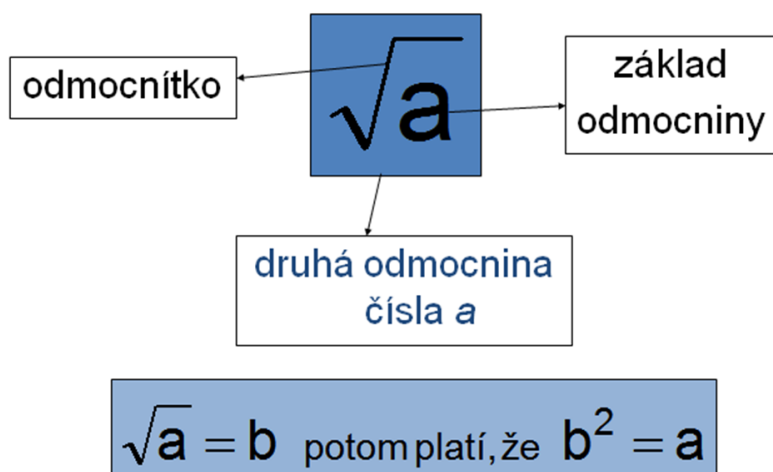 odmocnítko
√a
základ
odmocniny
druhá odmocnina
čísla a
√a = b potom platí, že b² = a